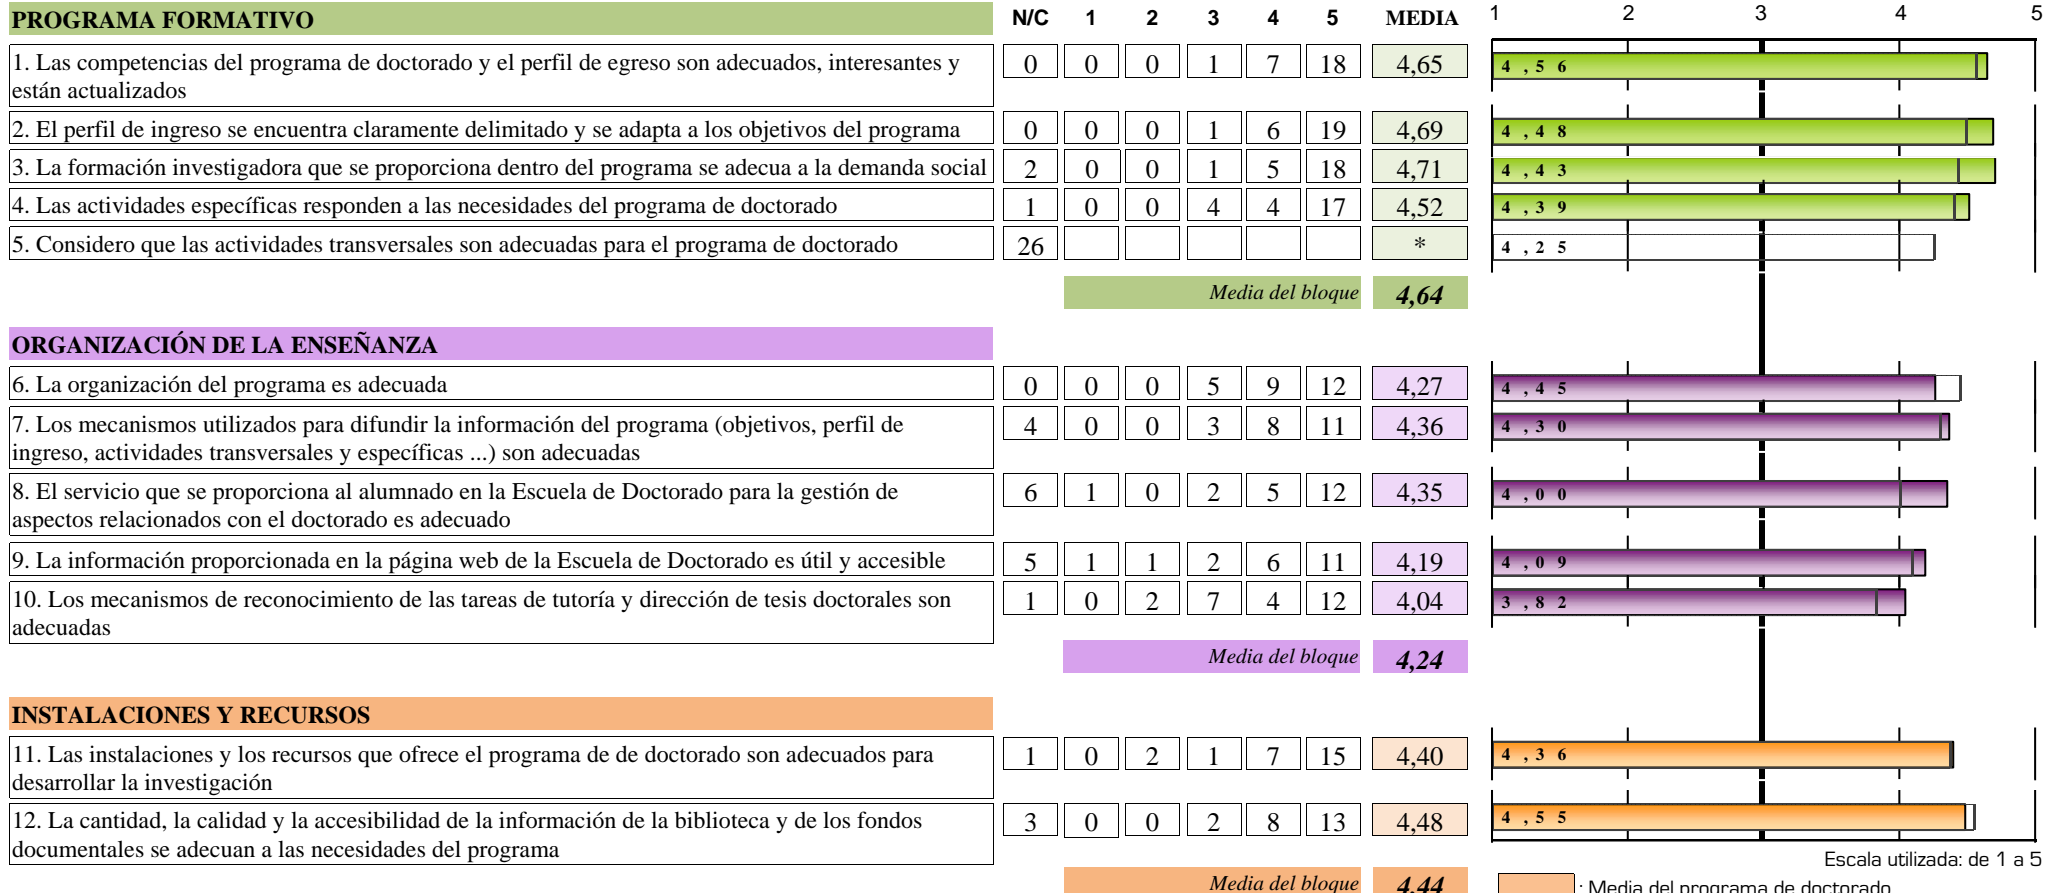 PROGRAMA FORMATIVO N/C 1 2 3 4 5 MEDIA 1 2 3 4 5
1. Las competencias del programa de doctorado y el perfil de egreso son adecuados, interesantes y 0 0 0 1 7 18 4,65 4,56
están actualizados
2. El perfil de ingreso se encuentra claramente delimitado y se adapta a los objetivos del programa 0 0 0 1 6 19 4,69 4,48
3. La formación investigadora que se proporciona dentro del programa se adecua a la demanda social 2 0 0 1 5 18 4,71 4,43
4. Las actividades específicas responden a las necesidades del programa de doctorado 1 0 0 4 4 17 4,52 4,39
5. Considero que las actividades transversales son adecuadas para el programa de doctorado 26 * 4,25
Media del bloque 4,64
ORGANIZACIÓN DE LA ENSEÑANZA
6. La organización del programa es adecuada 0 0 0 5 9 12 4,27 4,45
7. Los mecanismos utilizados para difundir la información del programa (objetivos, perfil de 4 0 0 3 8 11 4,36 4,30
ingreso, actividades transversales y específicas ...) son adecuadas
8. El servicio que se proporciona al alumnado en la Escuela de Doctorado para la gestión de 6 1 0 2 5 12 4,35 4,00
aspectos relacionados con el doctorado es adecuado
9. La información proporcionada en la página web de la Escuela de Doctorado es útil y accesible 5 1 1 2 6 11 4,19 4,09
10. Los mecanismos de reconocimiento de las tareas de tutoría y dirección de tesis doctorales son 1 0 2 7 4 12 4,04 3,82
adecuadas
Media del bloque 4,24
INSTALACIONES Y RECURSOS
11. Las instalaciones y los recursos que ofrece el programa de de doctorado son adecuados para 1 0 2 1 7 15 4,40 4,36
desarrollar la investigación
12. La cantidad, la calidad y la accesibilidad de la información de la biblioteca y de los fondos 3 0 0 2 8 13 4,48 4,55
documentales se adecuan a las necesidades del programa
Escala utilizada: de 1 a 5
Media del bloque 4,44 : Media del programa de doctorado